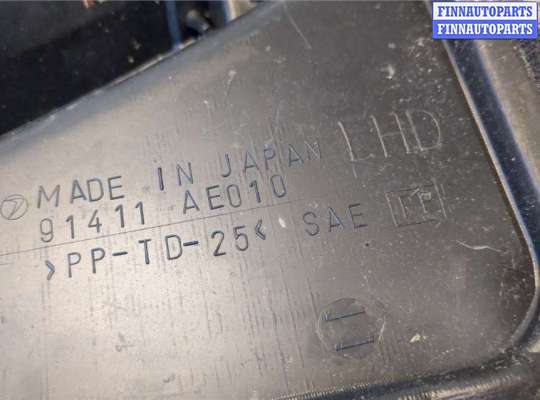 FINNAUTOPARTS
FINNAUTOPARTS
MADE IN JAPAN LHD
91411 AE010
>PP-TD-25< SAE